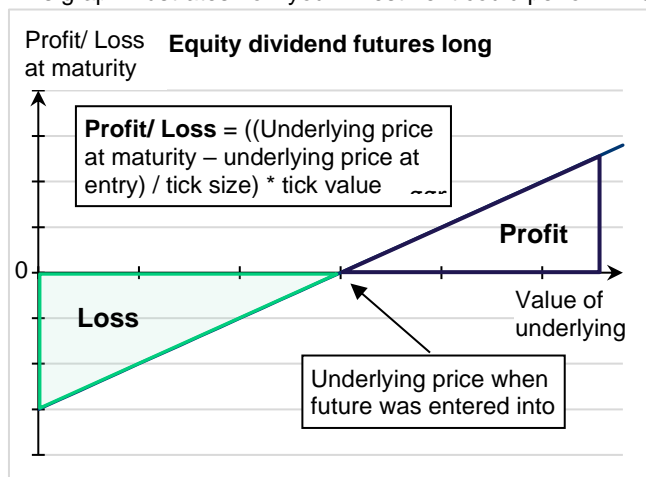 Profit/ Loss
at maturity
Equity dividend futures long
Profit/ Loss = ((Underlying price
at maturity – underlying price at
entry) / tick size) * tick value
Profit
0
Value of
underlying
Loss
Underlying price when
future was entered into